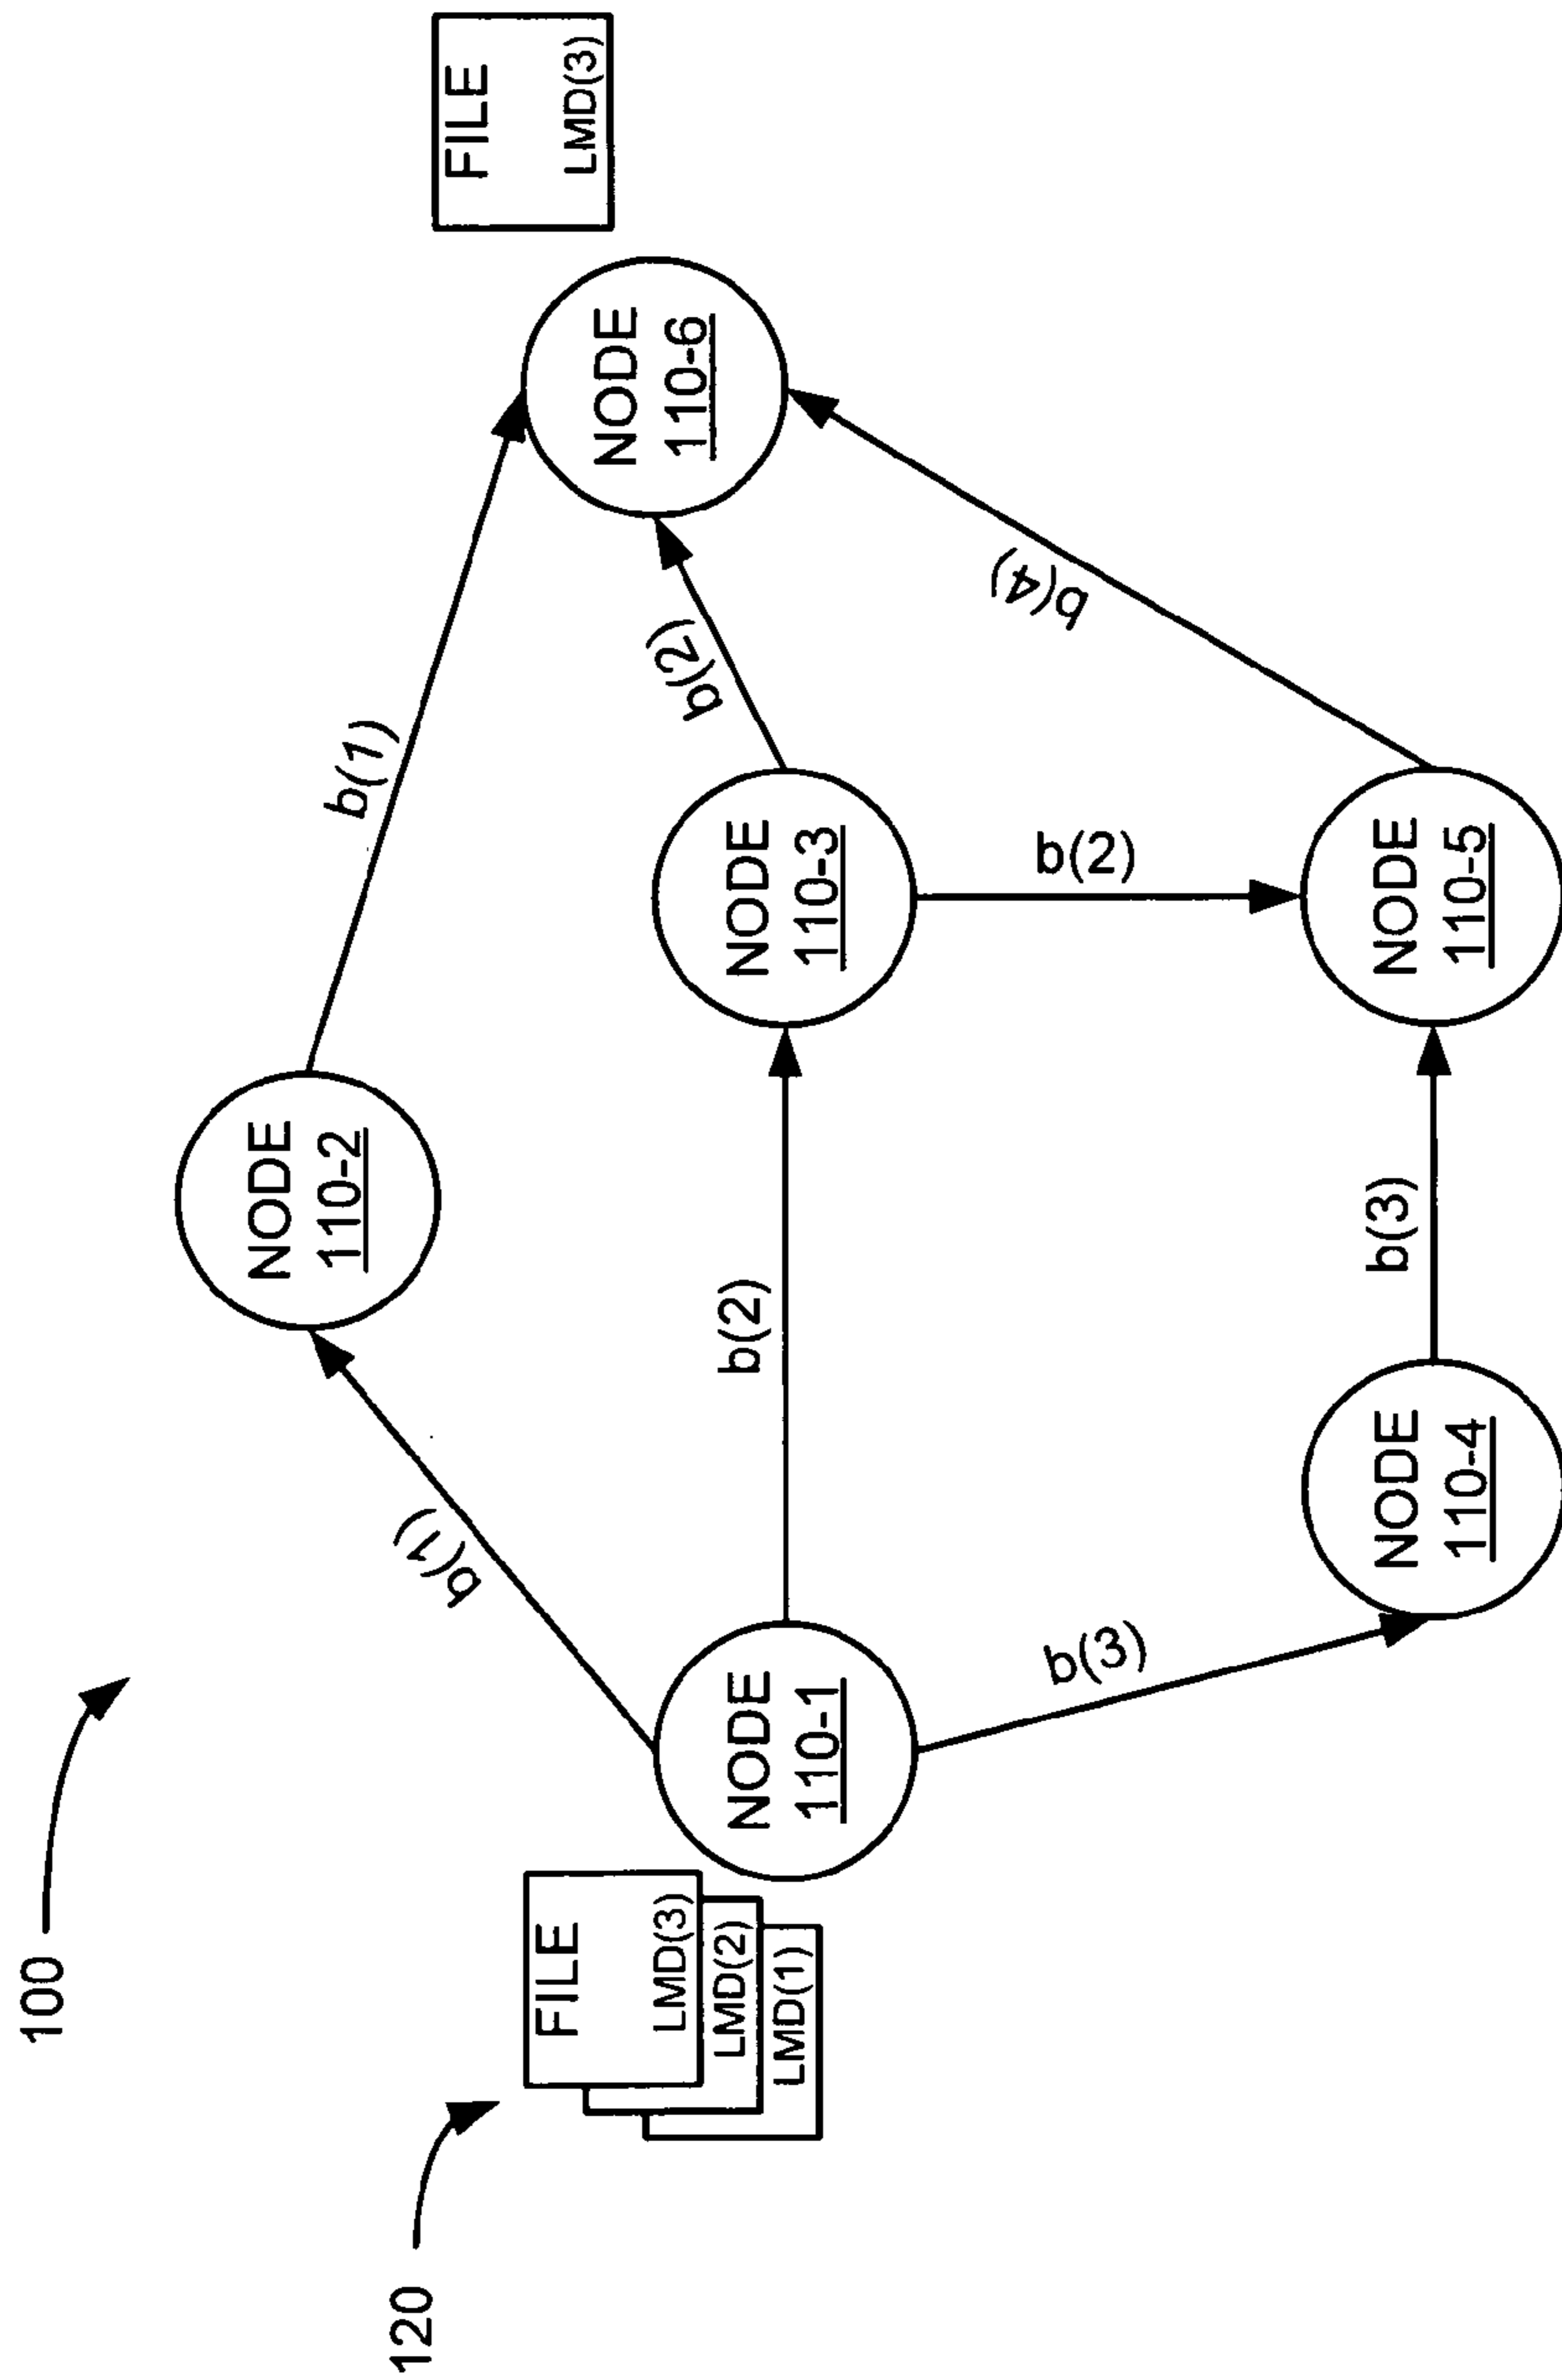 100
120
FILE
LMD(3)
LMD(2)
LMD(1)
NODE
110-1
b(1)
b(2)
b(3)
NODE
110-2
NODE
110-4
b(1)
b(3)
NODE
110-3
b(2)
NODE
110-5
b(2)
b(4)
NODE
110-6
FILE
LMD(3)